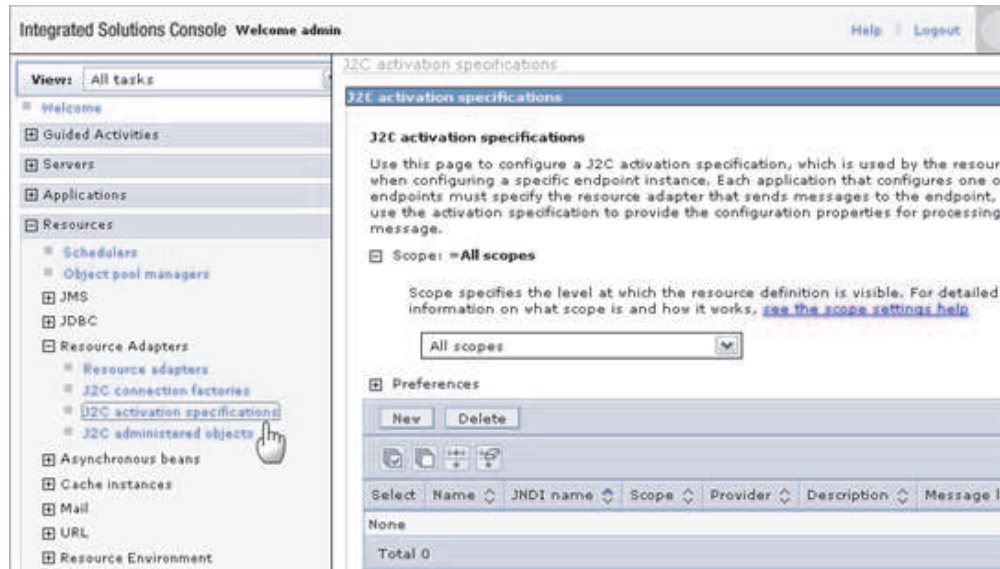 Integrated Solutions Console Welcome admin
Help Logout
View: All tasks
Welcome
Guided Activities
Servers
Applications
Resources
Schedulers
Object pool managers
JMS
JDBC
Resource Adapters
Resource adapters
J2C connection factories
J2C activation specifications
J2C administered objects
Asynchronous beans
Cache instances
Mail
URL
Resource Environment
J2C activation specifications
J2C activation specifications
J2C activation specifications
Use this page to configure a J2C activation specification, which is used by the resour
when configuring a specific endpoint instance. Each application that configures one o
endpoints must specify the resource adapter that sends messages to the endpoint,
use the activation specification to provide the configuration properties for processing
message.
Scope: =All scopes
Scope specifies the level at which the resource definition is visible. For detailed
information on what scope is and how it works, see the scope settings help
All scopes
Preferences
New Delete
Select Name JNDI name Scope Provider Description Message l
None
Total 0